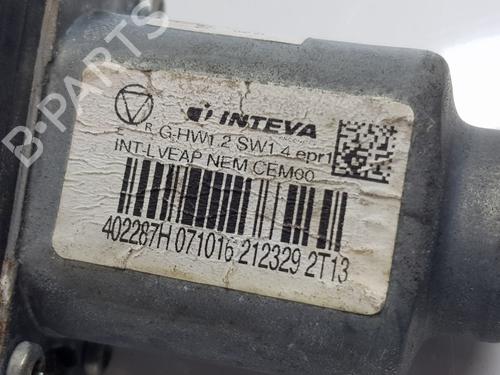 B-PARTS
INTEVA
E R G.HW1.2 SW1.4 epr1
INT-LVEAP NEM CEM00
402287H 071016 212329 2T13